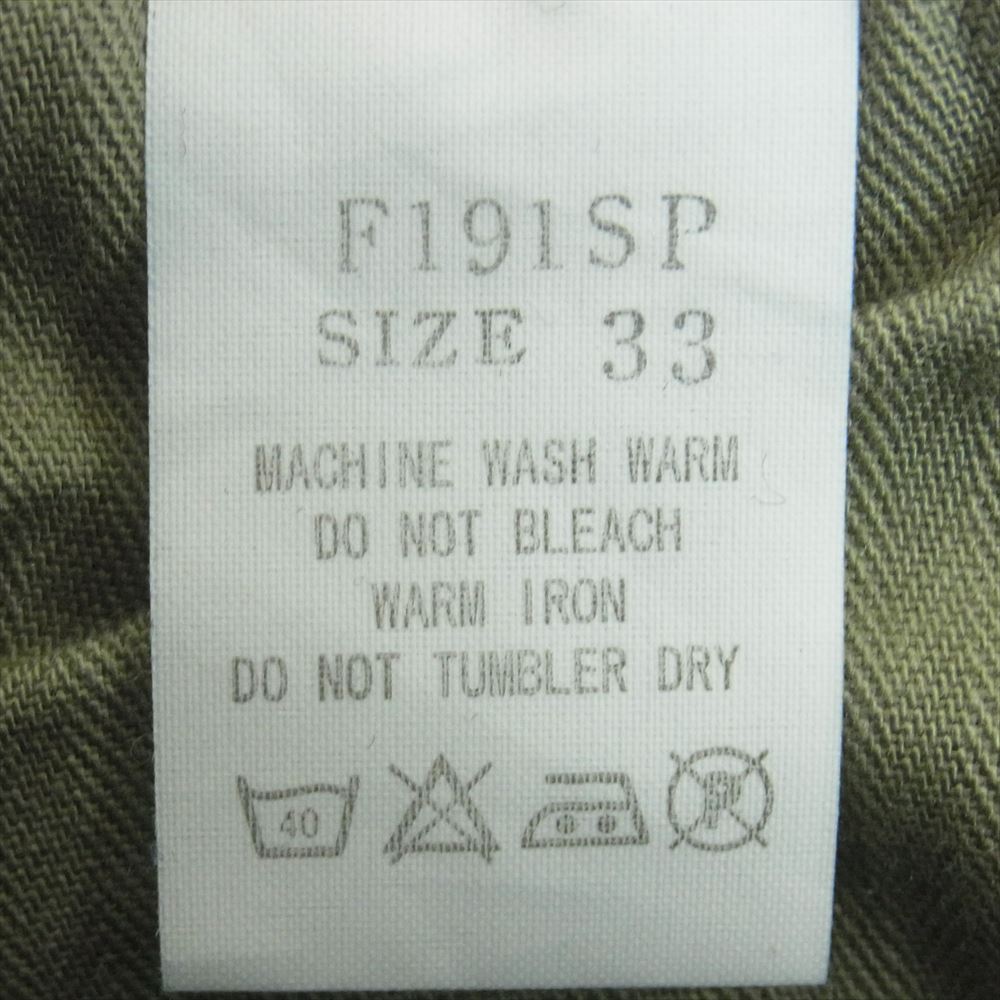 F191SP
SIZE 33
MACHINE WASH WARM
DO NOT BLEACH
WARM IRON
DO NOT TUMBLER DRY
40
P